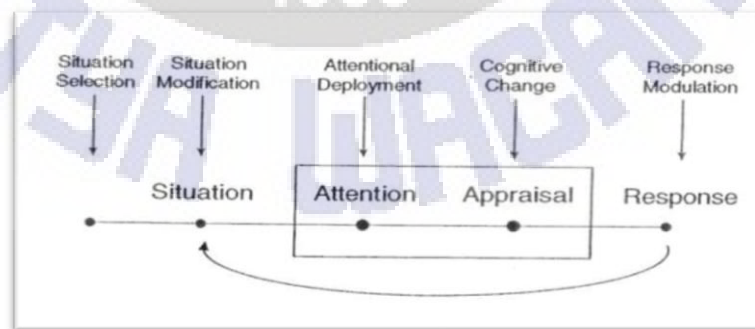 Situation Situation Attentional Cognitive Response
Selection Modification Deployment Change Modulation
Situation Attention Appraisal Response